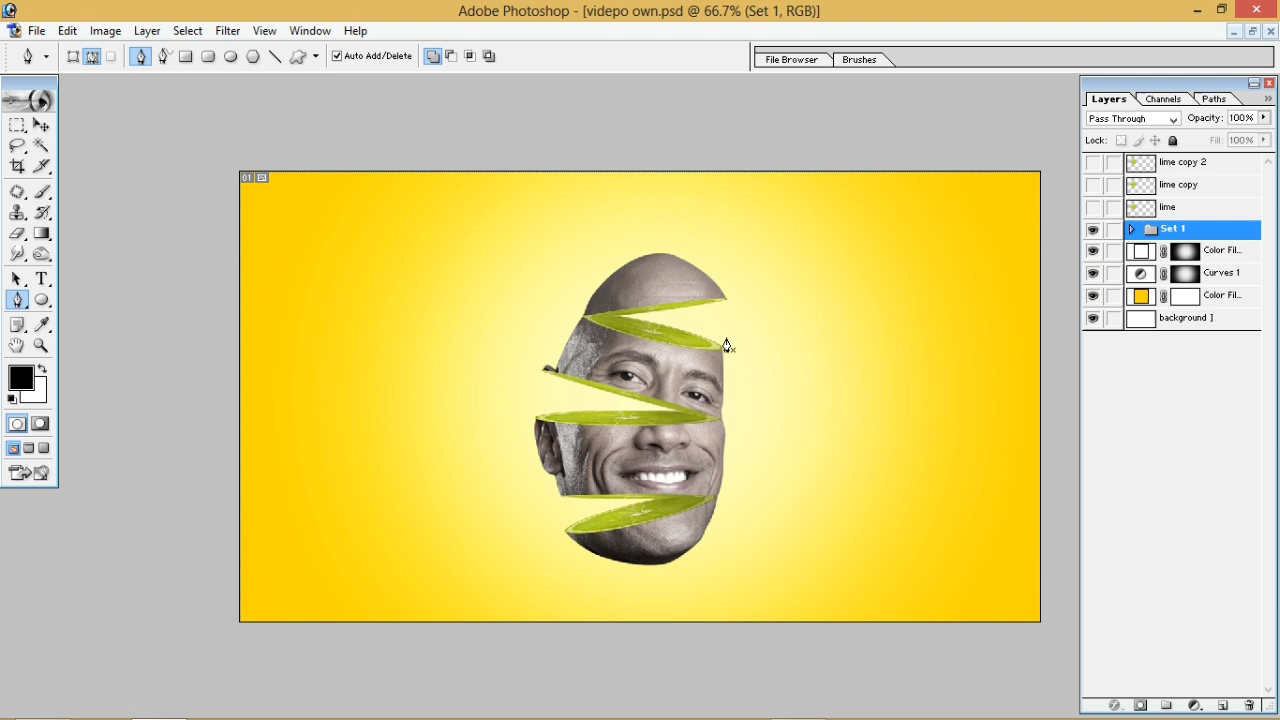 Adobe Photoshop - [videpo own.psd @ 66.7% (Set 1, RGB)]
File Edit Image Layer Select Filter View Window Help
Auto Add/Delete
File Browser Brushes
Layers Channels Paths
Pass Through Opacity: 100%
Lock: Fill: 100%
lime copy 2
lime copy
lime
Set 1
Color Fil...
Curves 1
Color Fil...
background 1
01
T